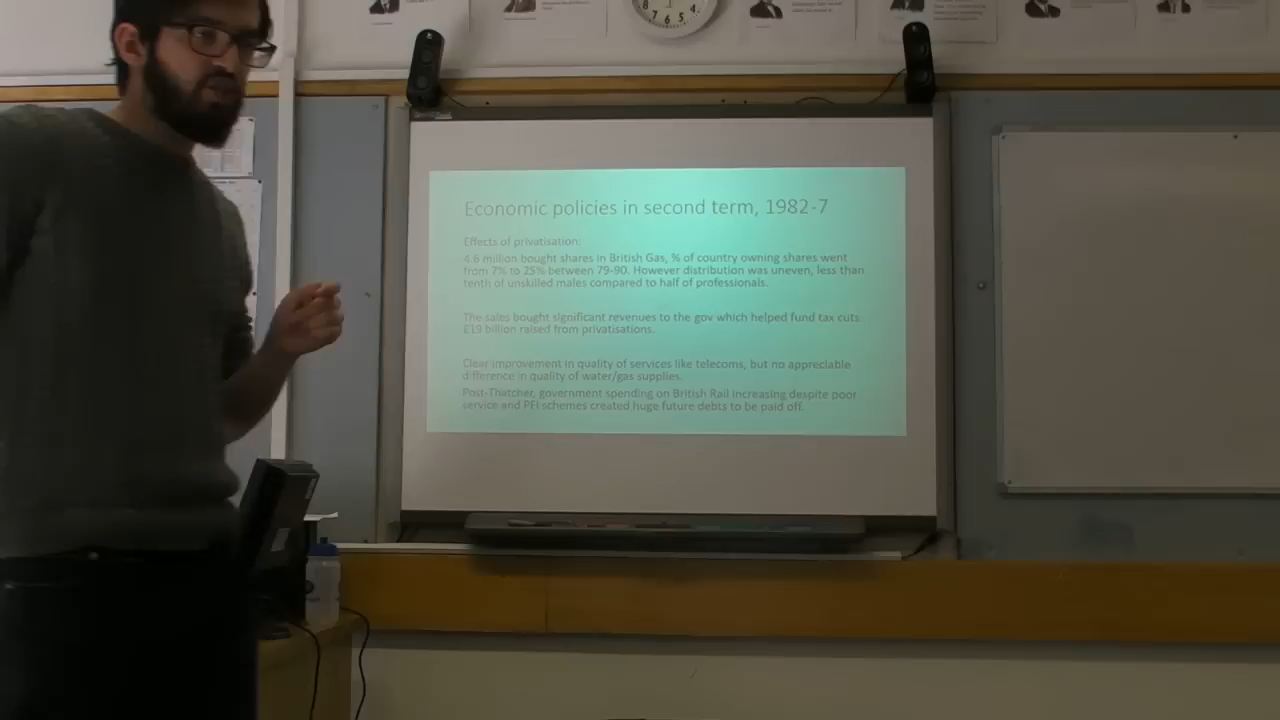 8 7 6 5 4
Economic policies in second term, 1982-7
Effects of privatisation:
4.6 million bought shares in British Gas, % of country owning shares went
from 7% to 25% between 79-90. However distribution was uneven, less than
tenth of unskilled males compared to half of professionals.
The sales bought significant revenues to the gov which helped fund tax cuts.
£19 billion raised from privatisations.
Clear improvement in quality of services like telecoms, but no appreciable
difference in quality of water/gas supplies.
Post-Thatcher, government spending on British Rail increasing despite poor
service and PFI schemes created huge future debts to be paid off.